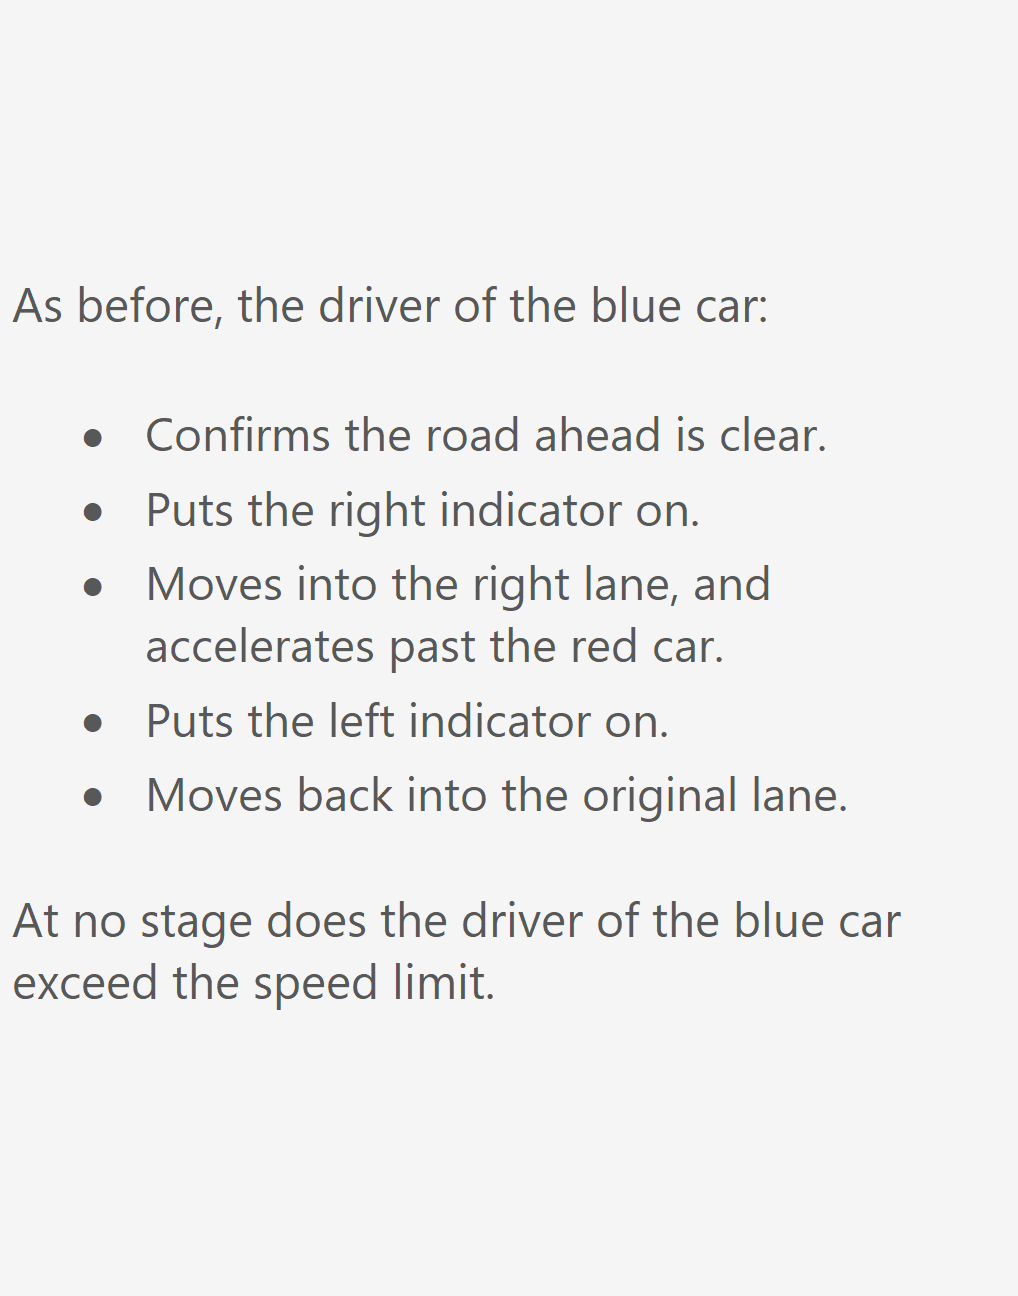 As before, the driver of the blue car:
● Confirms the road ahead is clear.
● Puts the right indicator on.
● Moves into the right lane, and
accelerates past the red car.
● Puts the left indicator on.
● Moves back into the original lane.
At no stage does the driver of the blue car
exceed the speed limit.